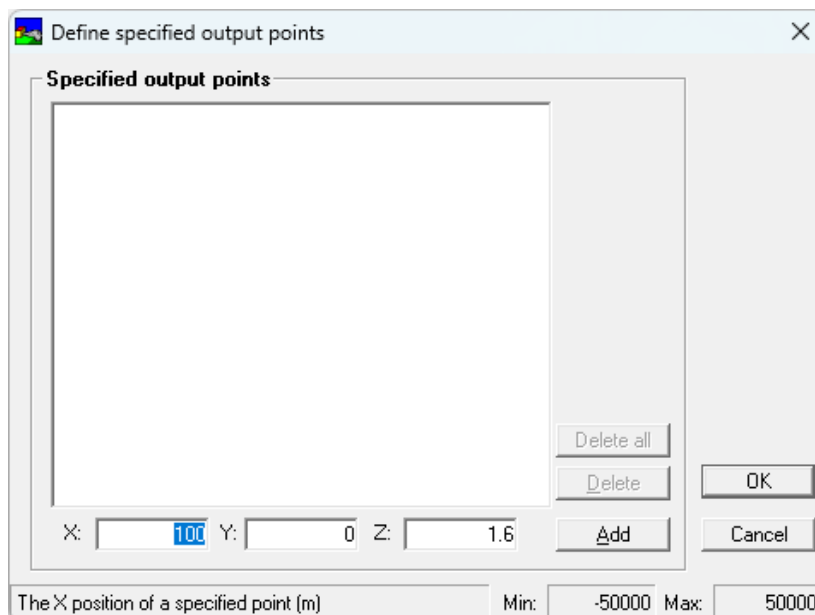 Define specified output points
Specified output points
Delete all
Delete
OK
X: 100 Y: 0 Z: 1.6 Add Cancel
The X position of a specified point (m) Min: -50000 Max: 50000